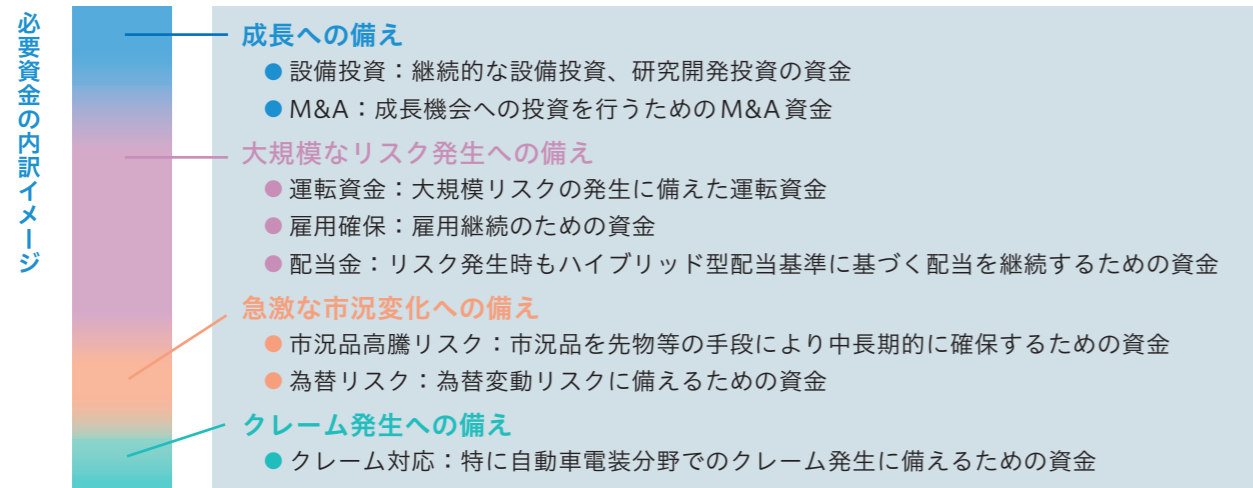 必要資金の内訳イメージ
成長への備え
●設備投資：継続的な設備投資、研究開発投資の資金
●M&A：成長機会への投資を行うためのM&A資金
大規模なリスク発生への備え
●運転資金：大規模リスクの発生に備えた運転資金
●雇用確保：雇用継続のための資金
●配当金：リスク発生時もハイブリッド型配当基準に基づく配当を継続するための資金
急激な市況変化への備え
●市況品高騰リスク：市況品を先物等の手段により中長期的に確保するための資金
●為替リスク：為替変動リスクに備えるための資金
クレーム発生への備え
●クレーム対応：特に自動車電装分野でのクレーム発生に備えるための資金